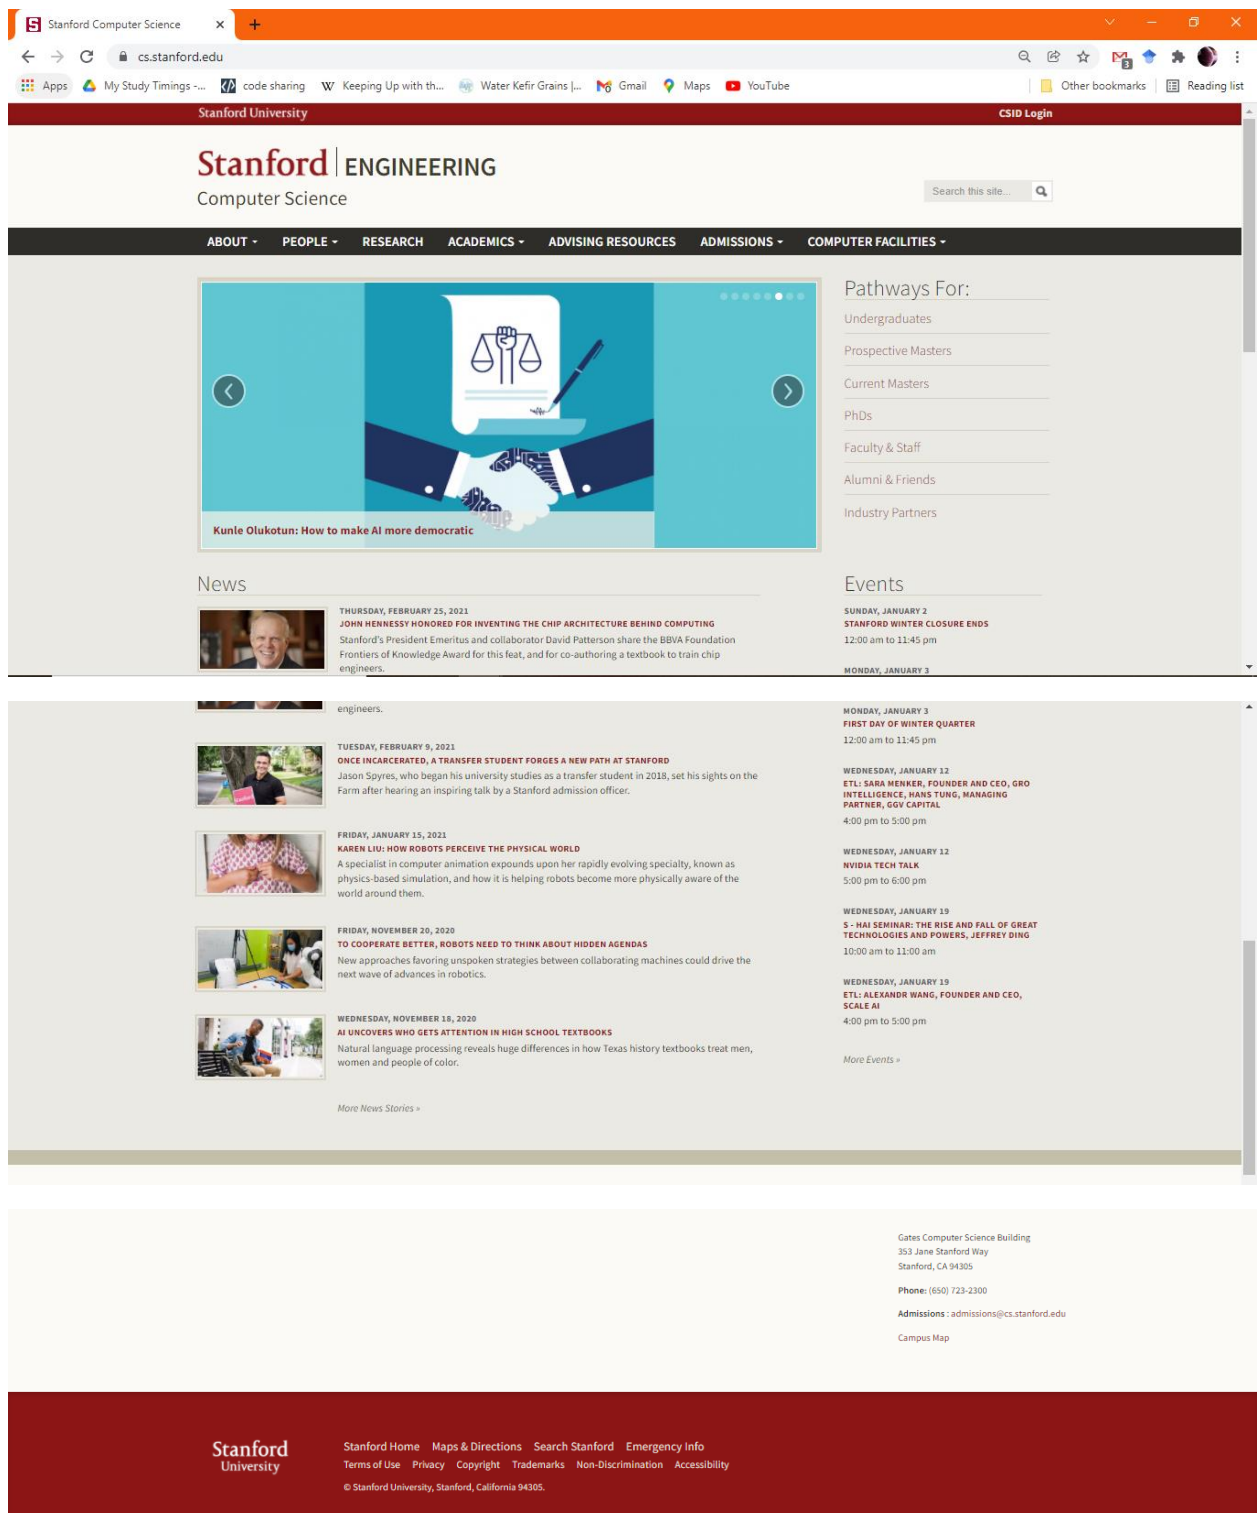 Stanford Computer Science
cs.stanford.edu
Apps My Study Timings -... code sharing W Keeping Up with th... Water Kefir Grains |... Gmail Maps YouTube Other bookmarks Reading list
Stanford University CSID Login
Stanford ENGINEERING
Computer Science
Search this site...
ABOUT PEOPLE RESEARCH ACADEMICS ADVISING RESOURCES ADMISSIONS COMPUTER FACILITIES
Kunle Olukotun: How to make AI more democratic
Pathways For:
Undergraduates
Prospective Masters
Current Masters
PhDs
Faculty & Staff
Alumni & Friends
Industry Partners
News
THURSDAY, FEBRUARY 25, 2021
JOHN HENNESSY HONORED FOR INVENTING THE CHIP ARCHITECTURE BEHIND COMPUTING
Stanford's President Emeritus and collaborator David Patterson share the BBVA Foundation
Frontiers of Knowledge Award for this feat, and for co-authoring a textbook to train chip
engineers.
Events
SUNDAY, JANUARY 2
STANFORD WINTER CLOSURE ENDS
12:00 am to 11:45 pm
MONDAY, JANUARY 3
engineers.
TUESDAY, FEBRUARY 9, 2021
ONCE INCARCERATED, A TRANSFER STUDENT FORGES A NEW PATH AT STANFORD
Jason Spyres, who began his university studies as a transfer student in 2018, set his sights on the
Farm after hearing an inspiring talk by a Stanford admission officer.
FRIDAY, JANUARY 15, 2021
KAREN LIU: HOW ROBOTS PERCEIVE THE PHYSICAL WORLD
A specialist in computer animation expounds upon her rapidly evolving specialty, known as
physics-based simulation, and how it is helping robots become more physically aware of the
world around them.
FRIDAY, NOVEMBER 20, 2020
TO COOPERATE BETTER, ROBOTS NEED TO THINK ABOUT HIDDEN AGENDAS
New approaches favoring unspoken strategies between collaborating machines could drive the
next wave of advances in robotics.
WEDNESDAY, NOVEMBER 18, 2020
AI UNCOVERS WHO GETS ATTENTION IN HIGH SCHOOL TEXTBOOKS
Natural language processing reveals huge differences in how Texas history textbooks treat men,
women and people of color.
More News Stories »
MONDAY, JANUARY 3
FIRST DAY OF WINTER QUARTER
12:00 am to 11:45 pm
WEDNESDAY, JANUARY 12
ETL: SARA MENKER, FOUNDER AND CEO, GRO
INTELLIGENCE, HANS TUNG, MANAGING
PARTNER, GGV CAPITAL
4:00 pm to 5:00 pm
WEDNESDAY, JANUARY 12
NVIDIA TECH TALK
5:00 pm to 6:00 pm
WEDNESDAY, JANUARY 19
S - HAI SEMINAR: THE RISE AND FALL OF GREAT
TECHNOLOGIES AND POWERS, JEFFREY DING
10:00 am to 11:00 am
WEDNESDAY, JANUARY 19
ETL: ALEXANDR WANG, FOUNDER AND CEO,
SCALE AI
4:00 pm to 5:00 pm
More Events »
Gates Computer Science Building
353 Jane Stanford Way
Stanford, CA 94305
Phone: (650) 723-2300
Admissions : admissions@cs.stanford.edu
Campus Map
Stanford
University
Stanford Home Maps & Directions Search Stanford Emergency Info
Terms of Use Privacy Copyright Trademarks Non-Discrimination Accessibility
© Stanford University, Stanford, California 94305.